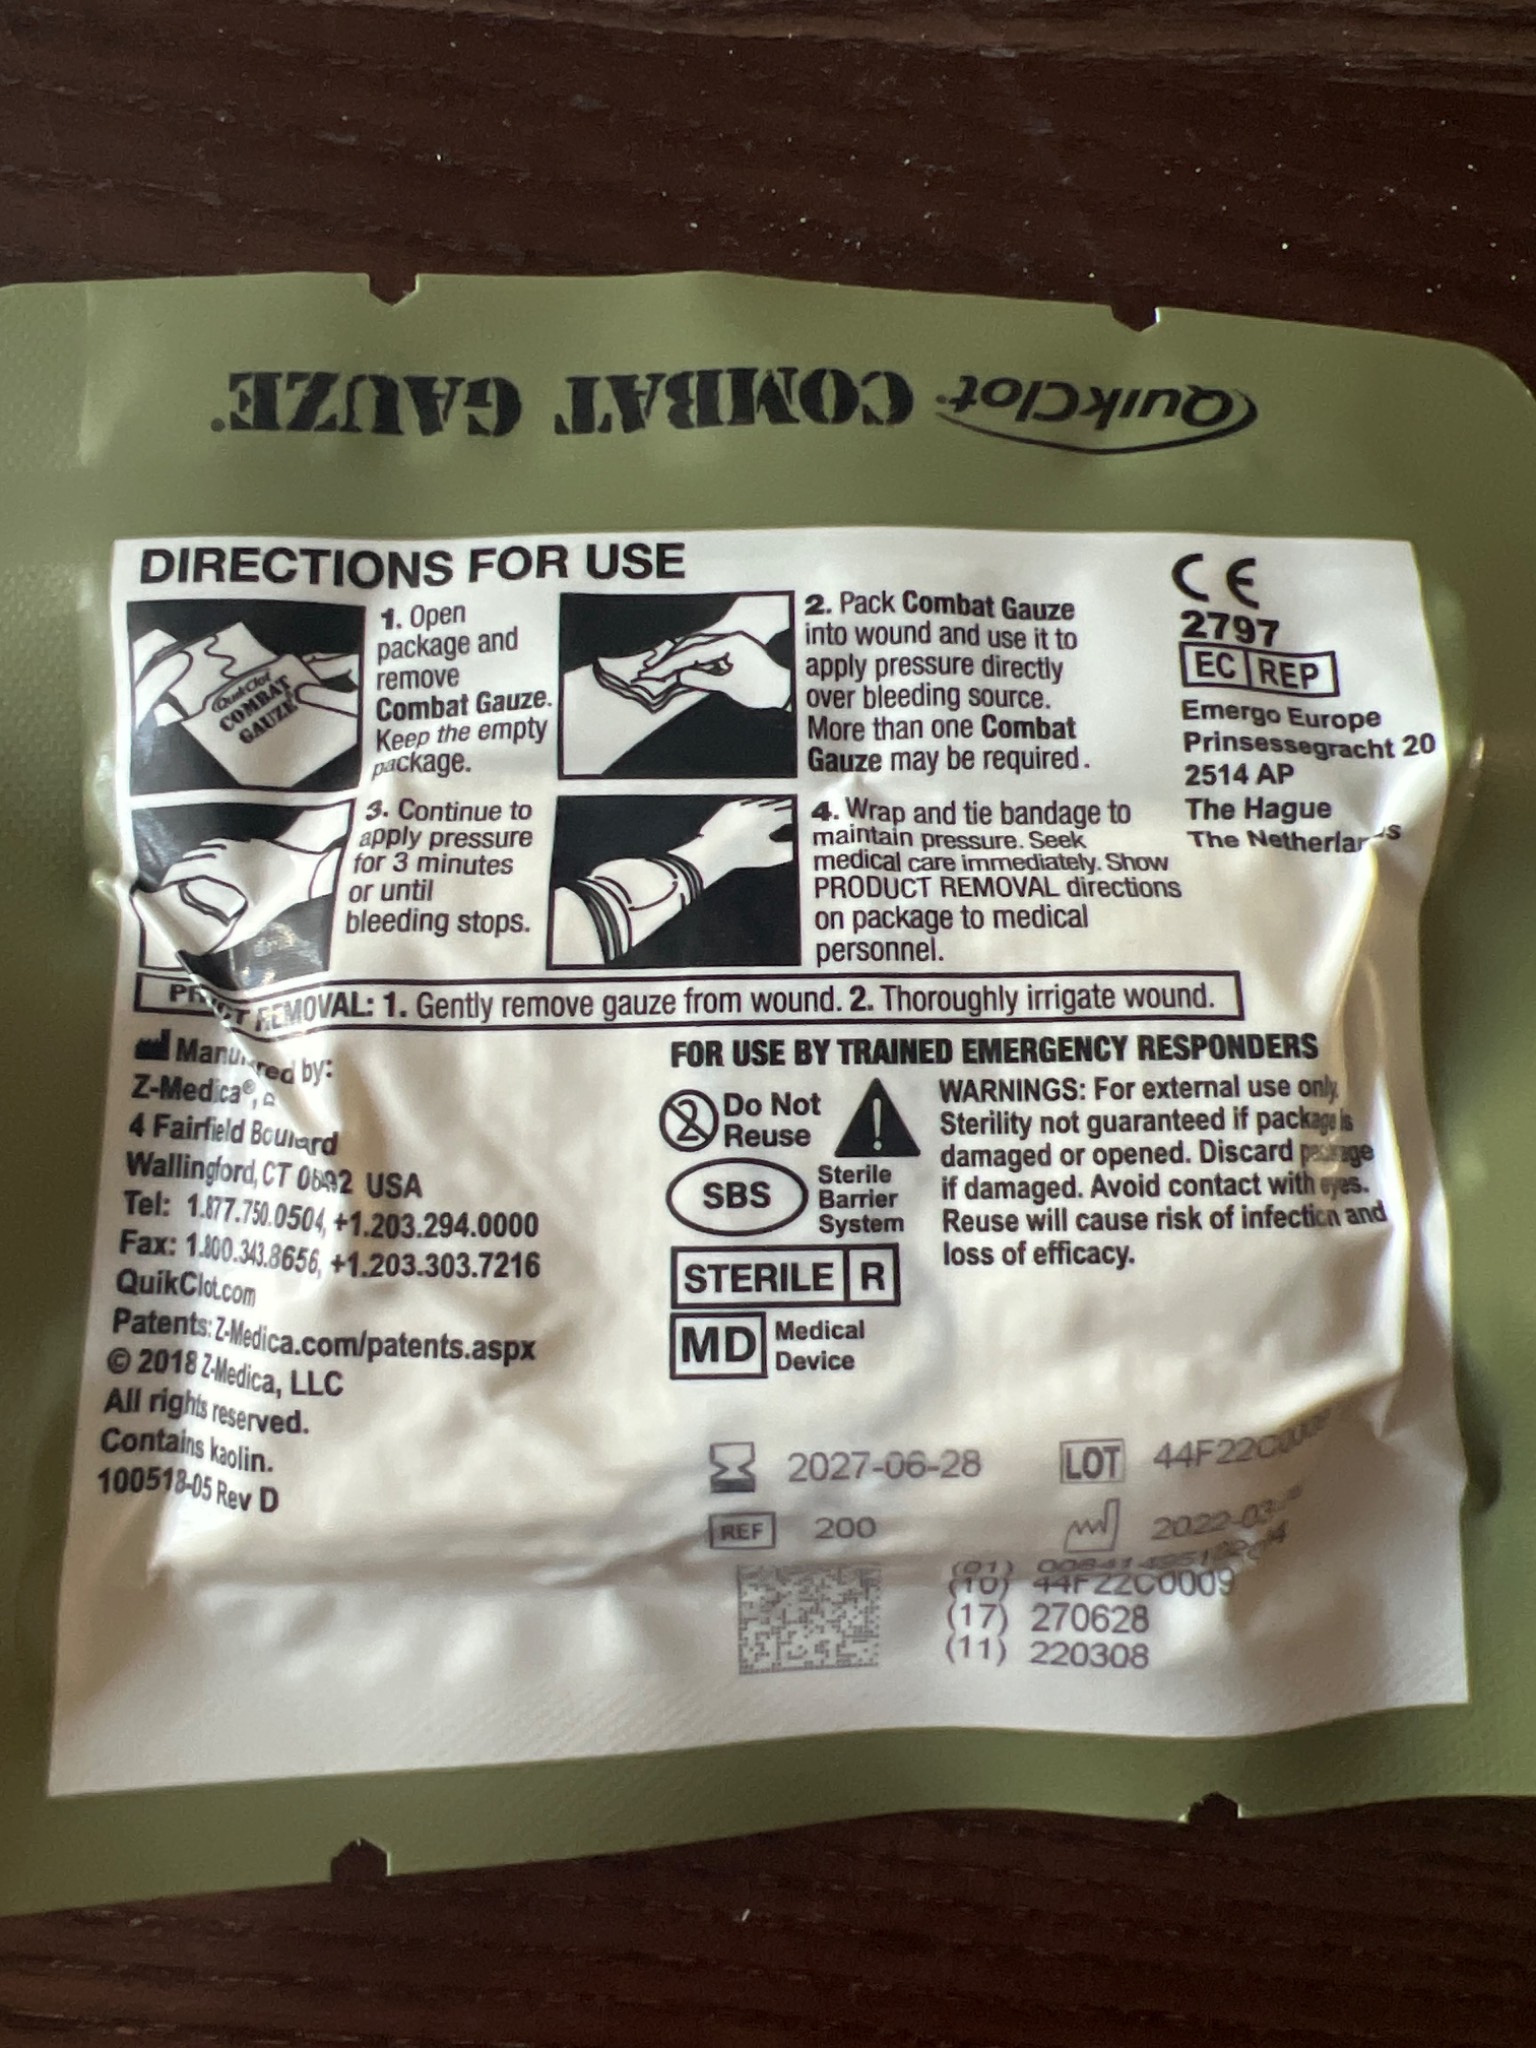 QuikClot COMBAT GAUZE
DIRECTIONS FOR USE
QuikClot
COMBAT
GAUZE
1. Open
package and
remove
Combat Gauze.
Keep the empty
package.
2. Pack Combat Gauze
into wound and use it to
apply pressure directly
over bleeding source.
More than one Combat
Gauze may be required.
3. Continue to
apply pressure
for 3 minutes
or until
bleeding stops.
4. Wrap and tie bandage to
maintain pressure. Seek
medical care immediately. Show
PRODUCT REMOVAL directions
on package to medical
personnel.
CE
2797
EC REP
Emergo Europe
Prinsessegracht 20
2514 AP
The Hague
The
REMOVAL: 1. Gently remove gauze from wound. 2. Thoroughly irrigate wound.
by:
Z-Medica®,
4 Fairfield
Wallingford, CT USA
Tel: 1.877.750.0504, +1.203.294.0000
Fax: 1.800.343.8656, +1.203.303.7216
QuikClot.com
Patents: Z-Medica.com/patents.aspx
© 2018 Z-Medica, LLC
All rights reserved.
Contains kaolin.
100518-05 Rev D
FOR USE BY TRAINED EMERGENCY RESPONDERS
2 Do Not
Reuse
SBS
Sterile
Barrier
System
STERILE R
MD
Medical
Device
WARNINGS: For external use only.
Sterility not guaranteed if package is
damaged or opened. Discard package
if damaged. Avoid contact with eyes.
Reuse will cause risk of infection and
loss of efficacy.
2027-06-28
LOT
REF 200
(01)
(10) 44F22C0009
(17) 270628
(11) 220308